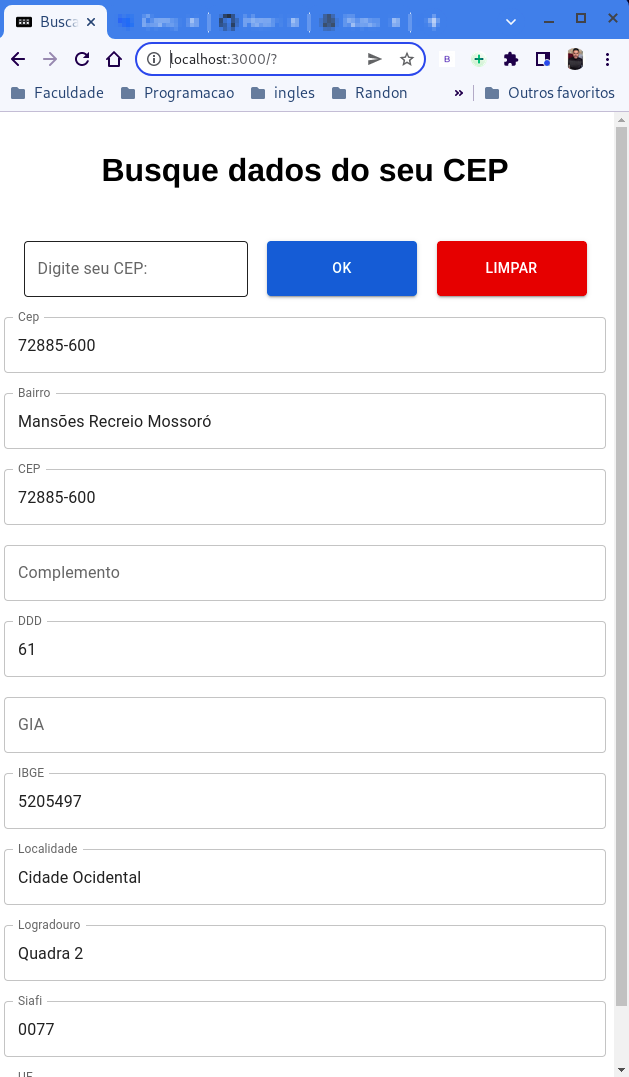 Busca
localhost:3000/?
B
Faculdade
Programacao
ingles
Randon
»
Outros favoritos
Busque dados do seu CEP
Digite seu CEP:
OK
LIMPAR
Cep
72885-600
Bairro
Mansões Recreio Mossoró
CEP
72885-600
Complemento
DDD
61
GIA
IBGE
5205497
Localidade
Cidade Ocidental
Logradouro
Quadra 2
Siafi
0077
UF